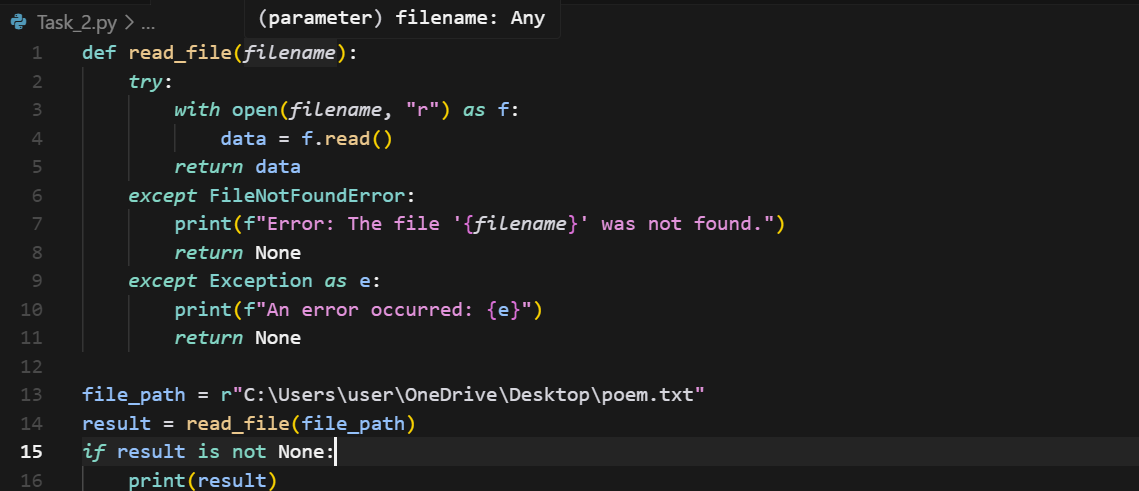 Task_2.py > ...
(parameter) filename: Any
1 def read_file(filename):
2     try:
3         with open(filename, "r") as f:
4             data = f.read()
5         return data
6     except FileNotFoundError:
7         print(f"Error: The file '{filename}' was not found.")
8         return None
9     except Exception as e:
10         print(f"An error occurred: {e}")
11         return None
12
13 file_path = r"C:\Users\user\OneDrive\Desktop\poem.txt"
14 result = read_file(file_path)
15 if result is not None:
16     print(result)